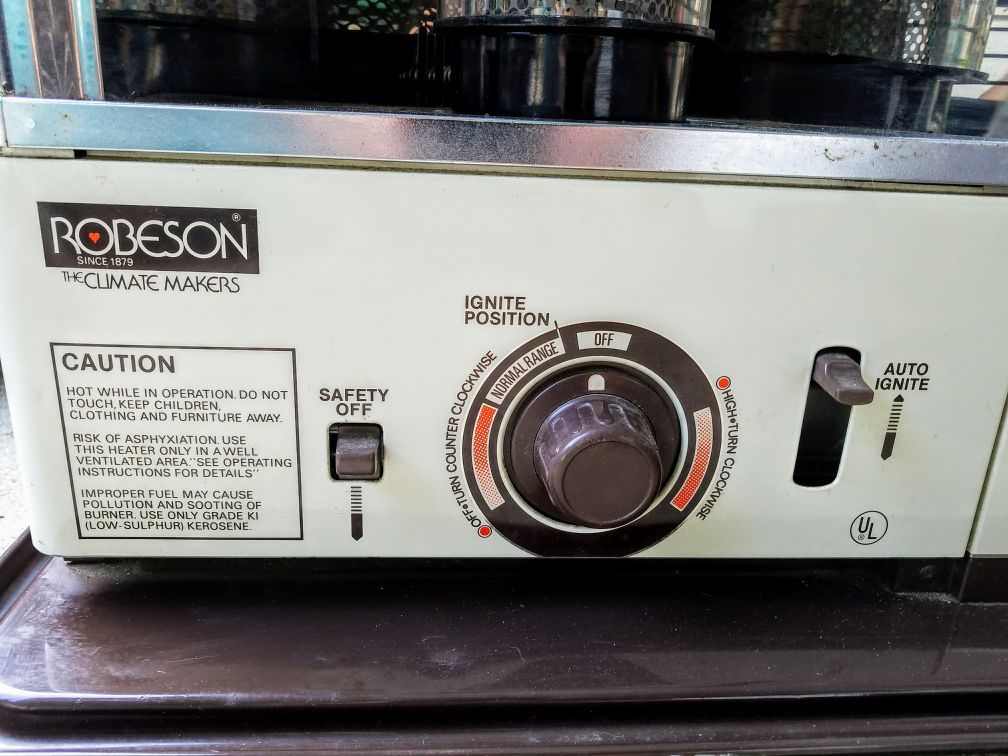 ROBESON®
SINCE 1879
THE CLIMATE MAKERS
CAUTION
HOT WHILE IN OPERATION. DO NOT
TOUCH, KEEP CHILDREN,
CLOTHING AND FURNITURE AWAY.
RISK OF ASPHYXIATION. USE
THIS HEATER ONLY IN A WELL
VENTILATED AREA. "SEE OPERATING
INSTRUCTIONS FOR DETAILS"
IMPROPER FUEL MAY CAUSE
POLLUTION AND SOOTING OF
BURNER. USE ONLY GRADE KI
(LOW-SULPHUR) KEROSENE.
SAFETY
OFF
IGNITE
POSITION
OFF
NORMAL RANGE
OFF•TURN COUNTER CLOCKWISE
HIGH•TURN CLOCKWISE
AUTO
IGNITE
UL®